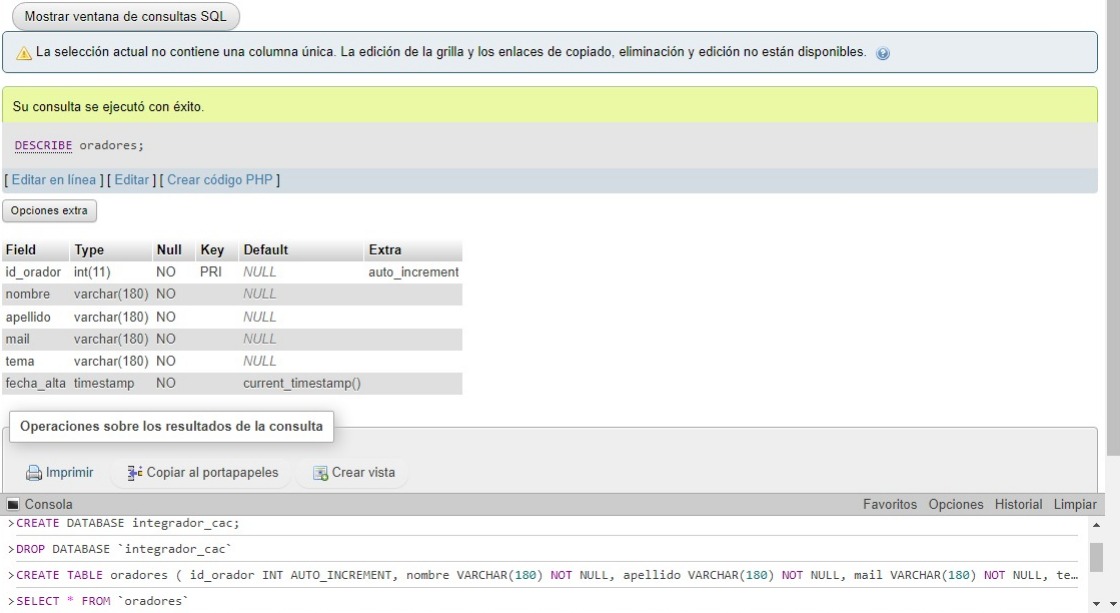 Mostrar ventana de consultas SQL
La selección actual no contiene una columna única. La edición de la grilla y los enlaces de copiado, eliminación y edición no están disponibles.
Su consulta se ejecutó con éxito.
DESCRIBE oradores;
[ Editar en línea ] [ Editar ] [ Crear código PHP ]
Opciones extra
Field Type Null Key Default Extra
id_orador int(11) NO PRI NULL auto_increment
nombre varchar(180) NO NULL
apellido varchar(180) NO NULL
mail varchar(180) NO NULL
tema varchar(180) NO NULL
fecha_alta timestamp NO current_timestamp()
Operaciones sobre los resultados de la consulta
Imprimir Copiar al portapapeles Crear vista
Consola Favoritos Opciones Historial Limpiar
>CREATE DATABASE integrador_cac;
>DROP DATABASE `integrador_cac`
>CREATE TABLE oradores ( id_orador INT AUTO_INCREMENT, nombre VARCHAR(180) NOT NULL, apellido VARCHAR(180) NOT NULL, mail VARCHAR(180) NOT NULL, te…
>SELECT * FROM `oradores`